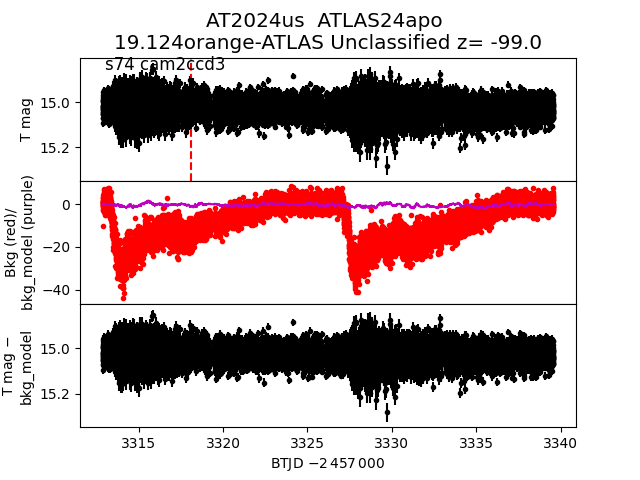 AT2024us  ATLAS24apo
19.124orange-ATLAS Unclassified z= -99.0
s74 cam2ccd3
T mag
15.0
15.2
Bkg (red)/
bkg_model (purple)
0
−20
−40
T mag −
bkg_model
15.0
15.2
3315
3320
3325
3330
3335
3340
BTJD −2 457 000